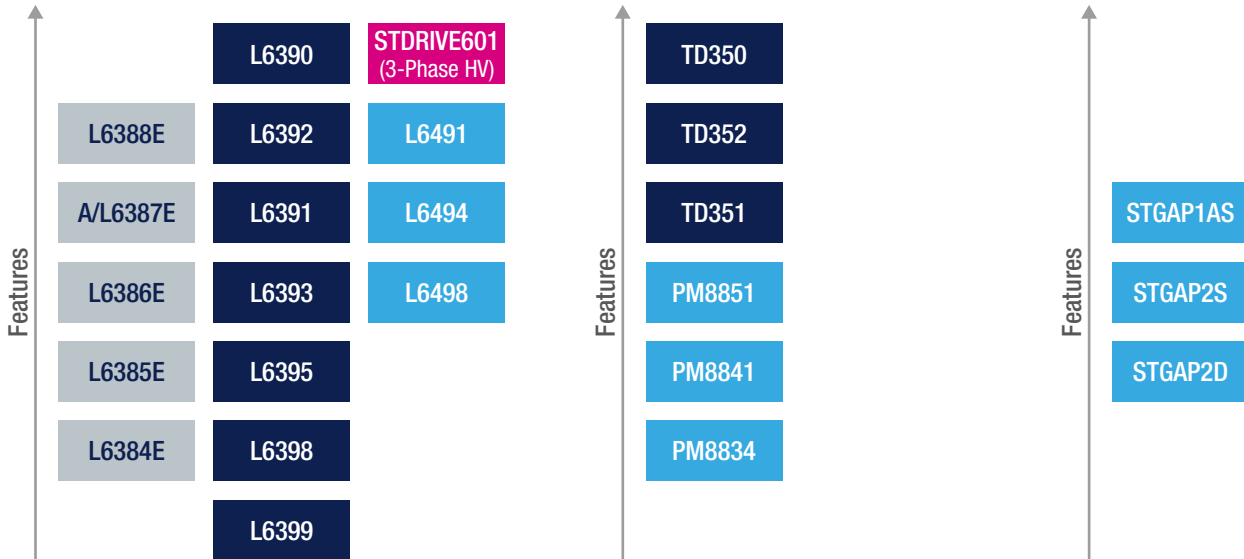 Features
L6388E
A/L6387E
L6386E
L6385E
L6384E
L6390
L6392
L6391
L6393
L6395
L6398
L6399
STDRIVE601
(3-Phase HV)
L6491
L6494
L6498
Features
TD350
TD352
TD351
PM8851
PM8841
PM8834
Features
STGAP1AS
STGAP2S
STGAP2D